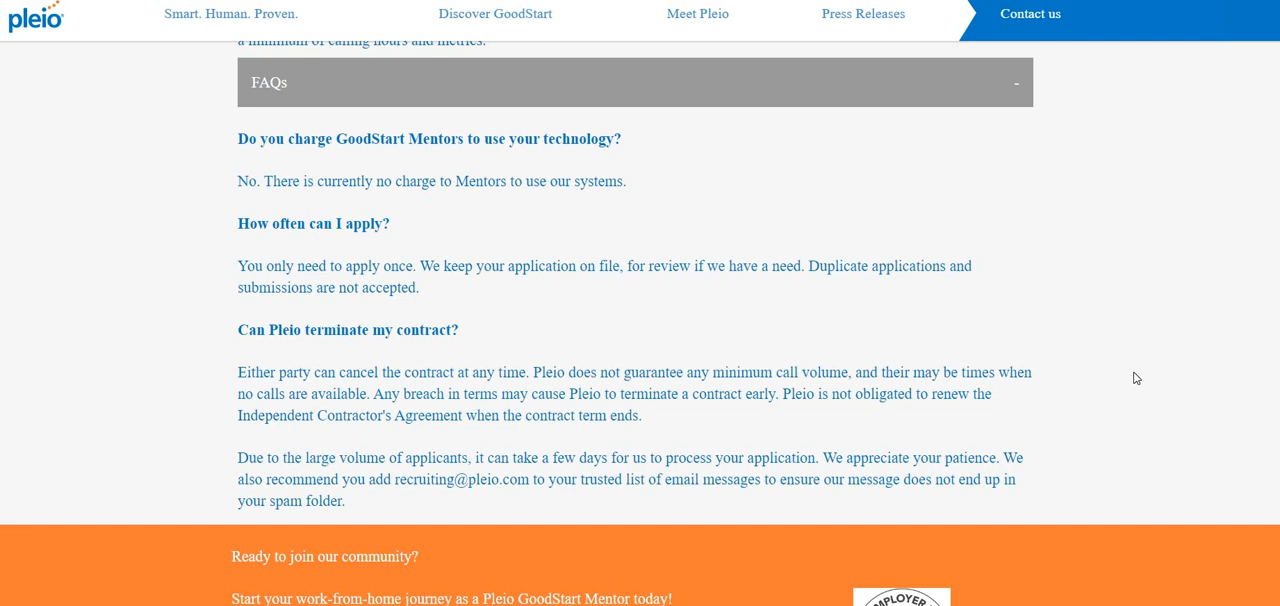 pleio
Smart. Human. Proven. Discover GoodStart Meet Pleio Press Releases Contact us
a minimum of calling hours and metrics.
FAQs -
Do you charge GoodStart Mentors to use your technology?
No. There is currently no charge to Mentors to use our systems.
How often can I apply?
You only need to apply once. We keep your application on file, for review if we have a need. Duplicate applications and
submissions are not accepted.
Can Pleio terminate my contract?
Either party can cancel the contract at any time. Pleio does not guarantee any minimum call volume, and their may be times when
no calls are available. Any breach in terms may cause Pleio to terminate a contract early. Pleio is not obligated to renew the
Independent Contractor's Agreement when the contract term ends.
Due to the large volume of applicants, it can take a few days for us to process your application. We appreciate your patience. We
also recommend you add recruiting@pleio.com to your trusted list of email messages to ensure our message does not end up in
your spam folder.
Ready to join our community?
Start your work-from-home journey as a Pleio GoodStart Mentor today!
EMPLOYER